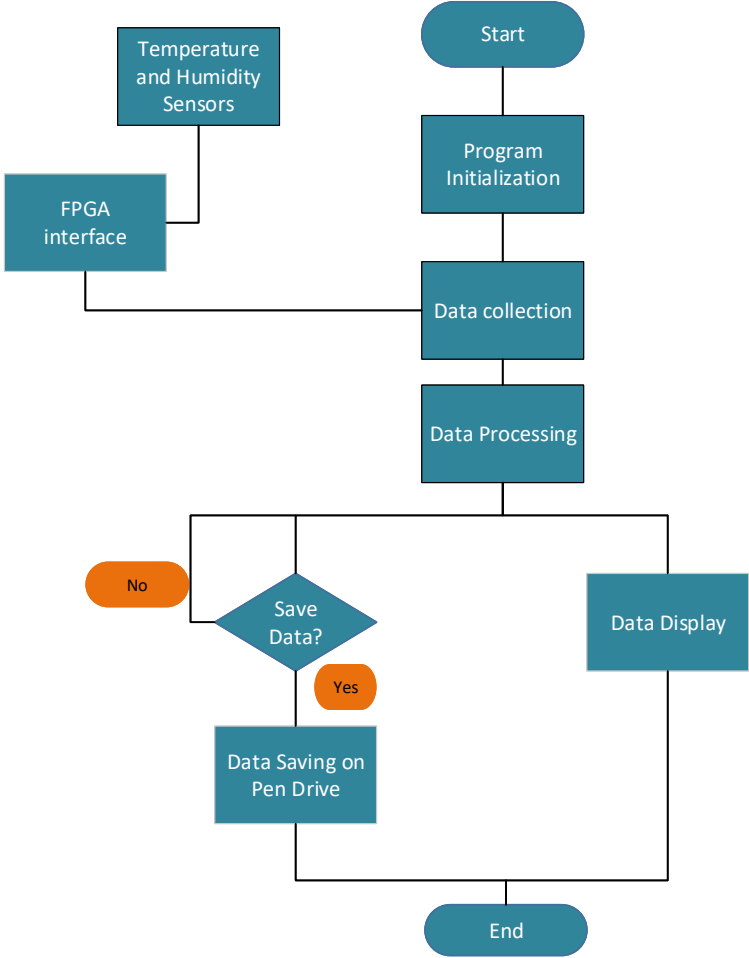 Start
Temperature
and Humidity
Sensors
Program
Initialization
FPGA
interface
Data collection
Data Processing
No
Save
Data?
Data Display
Yes
Data Saving on
Pen Drive
End